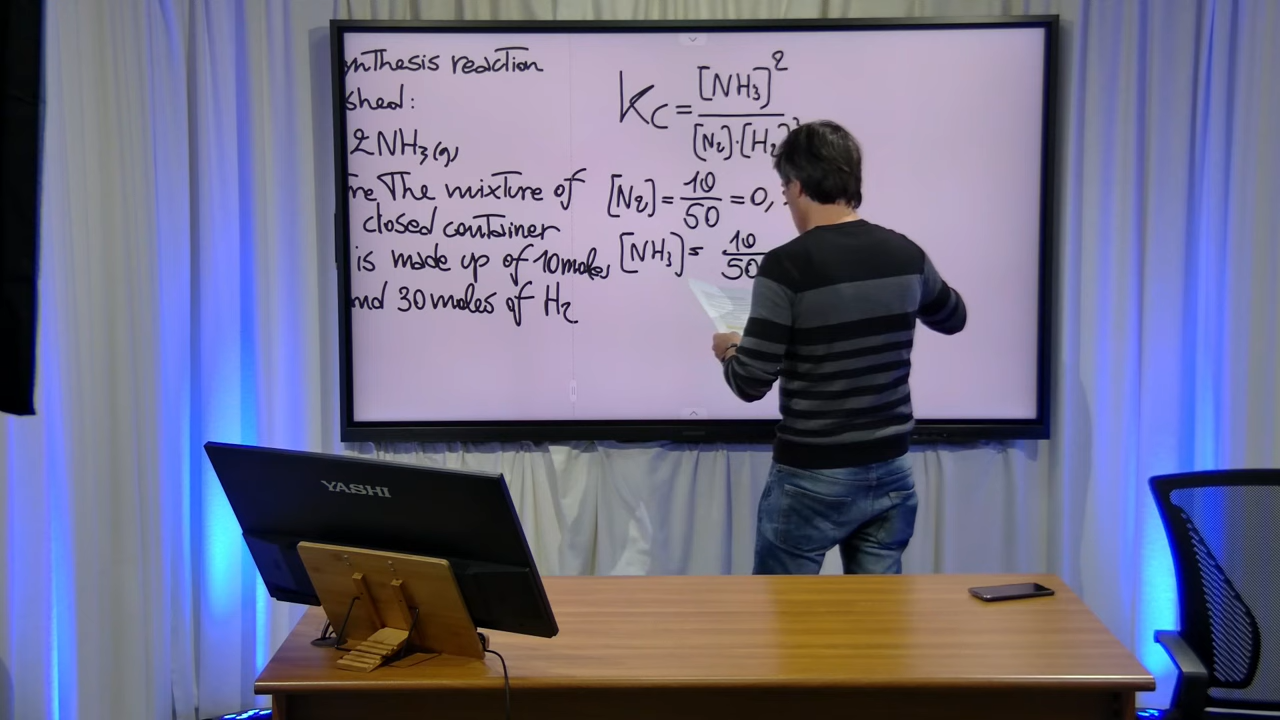 ynthesis reaction
shed:
2NH3(g)
re the mixture of
closed container
is made up of 10 moles
nd 30 moles of H2
Kc = [NH3]^2 / [N2]·[H2]
[N2] = 10/50 = 0,
[NH3] = 10/50
YASHI